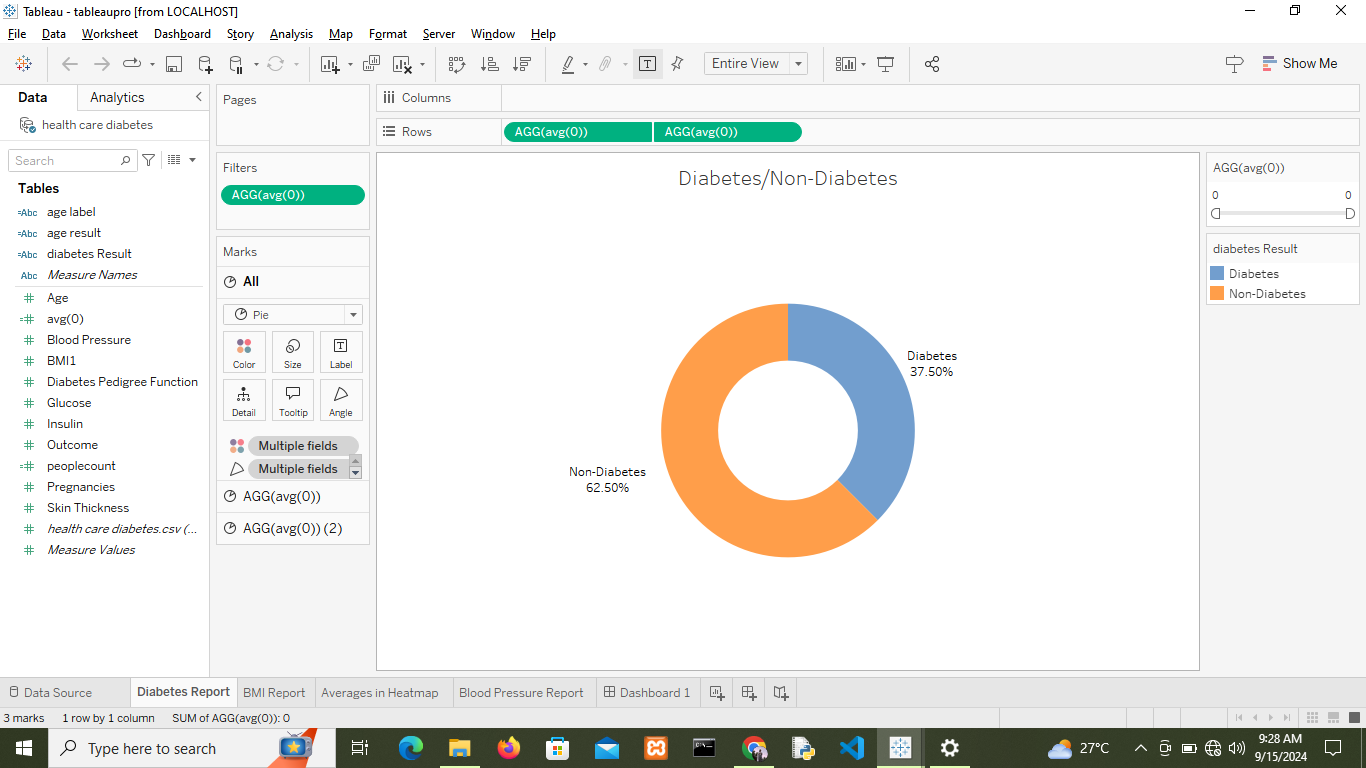 Tableau - tableaupro [from LOCALHOST]
File Data Worksheet Dashboard Story Analysis Map Format Server Window Help
Entire View
Show Me
Data Analytics
health care diabetes
Search
Tables
age label
age result
diabetes Result
Measure Names
Age
avg(0)
Blood Pressure
BMI1
Diabetes Pedigree Function
Glucose
Insulin
Outcome
peoplecount
Pregnancies
Skin Thickness
health care diabetes.csv (...
Measure Values
Pages
Filters
AGG(avg(0))
Marks
All
Pie
Color Size Label
Detail Tooltip Angle
Multiple fields
Multiple fields
AGG(avg(0))
AGG(avg(0)) (2)
Columns
Rows AGG(avg(0)) AGG(avg(0))
Diabetes/Non-Diabetes
Diabetes
37.50%
Non-Diabetes
62.50%
AGG(avg(0))
0 0
diabetes Result
Diabetes
Non-Diabetes
Data Source Diabetes Report BMI Report Averages in Heatmap Blood Pressure Report Dashboard 1
3 marks 1 row by 1 column SUM of AGG(avg(0)): 0
Type here to search
27°C
9:28 AM
9/15/2024